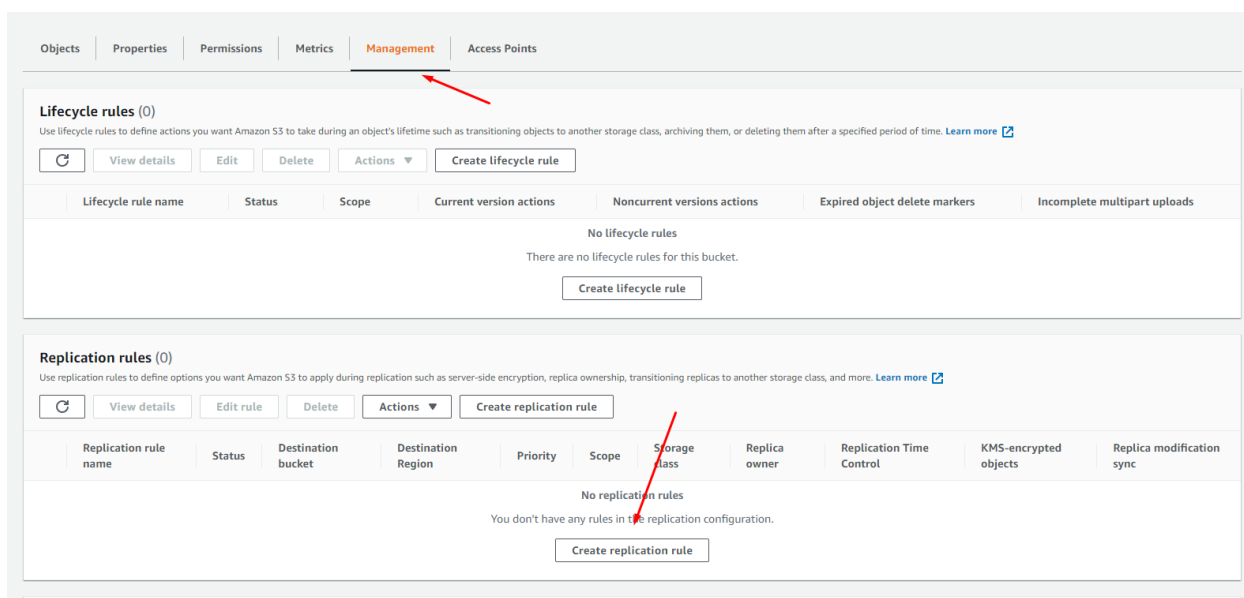 Objects Properties Permissions Metrics Management Access Points
Lifecycle rules (0)
Use lifecycle rules to define actions you want Amazon S3 to take during an object's lifetime such as transitioning objects to another storage class, archiving them, or deleting them after a specified period of time. Learn more
View details Edit Delete Actions Create lifecycle rule
Lifecycle rule name Status Scope Current version actions Noncurrent versions actions Expired object delete markers Incomplete multipart uploads
No lifecycle rules
There are no lifecycle rules for this bucket.
Create lifecycle rule
Replication rules (0)
Use replication rules to define options you want Amazon S3 to apply during replication such as server-side encryption, replica ownership, transitioning replicas to another storage class, and more. Learn more
View details Edit rule Delete Actions Create replication rule
Replication rule name Status Destination bucket Destination Region Priority Scope Storage class Replica owner Replication Time Control KMS-encrypted objects Replica modification sync
No replication rules
You don't have any rules in the replication configuration.
Create replication rule